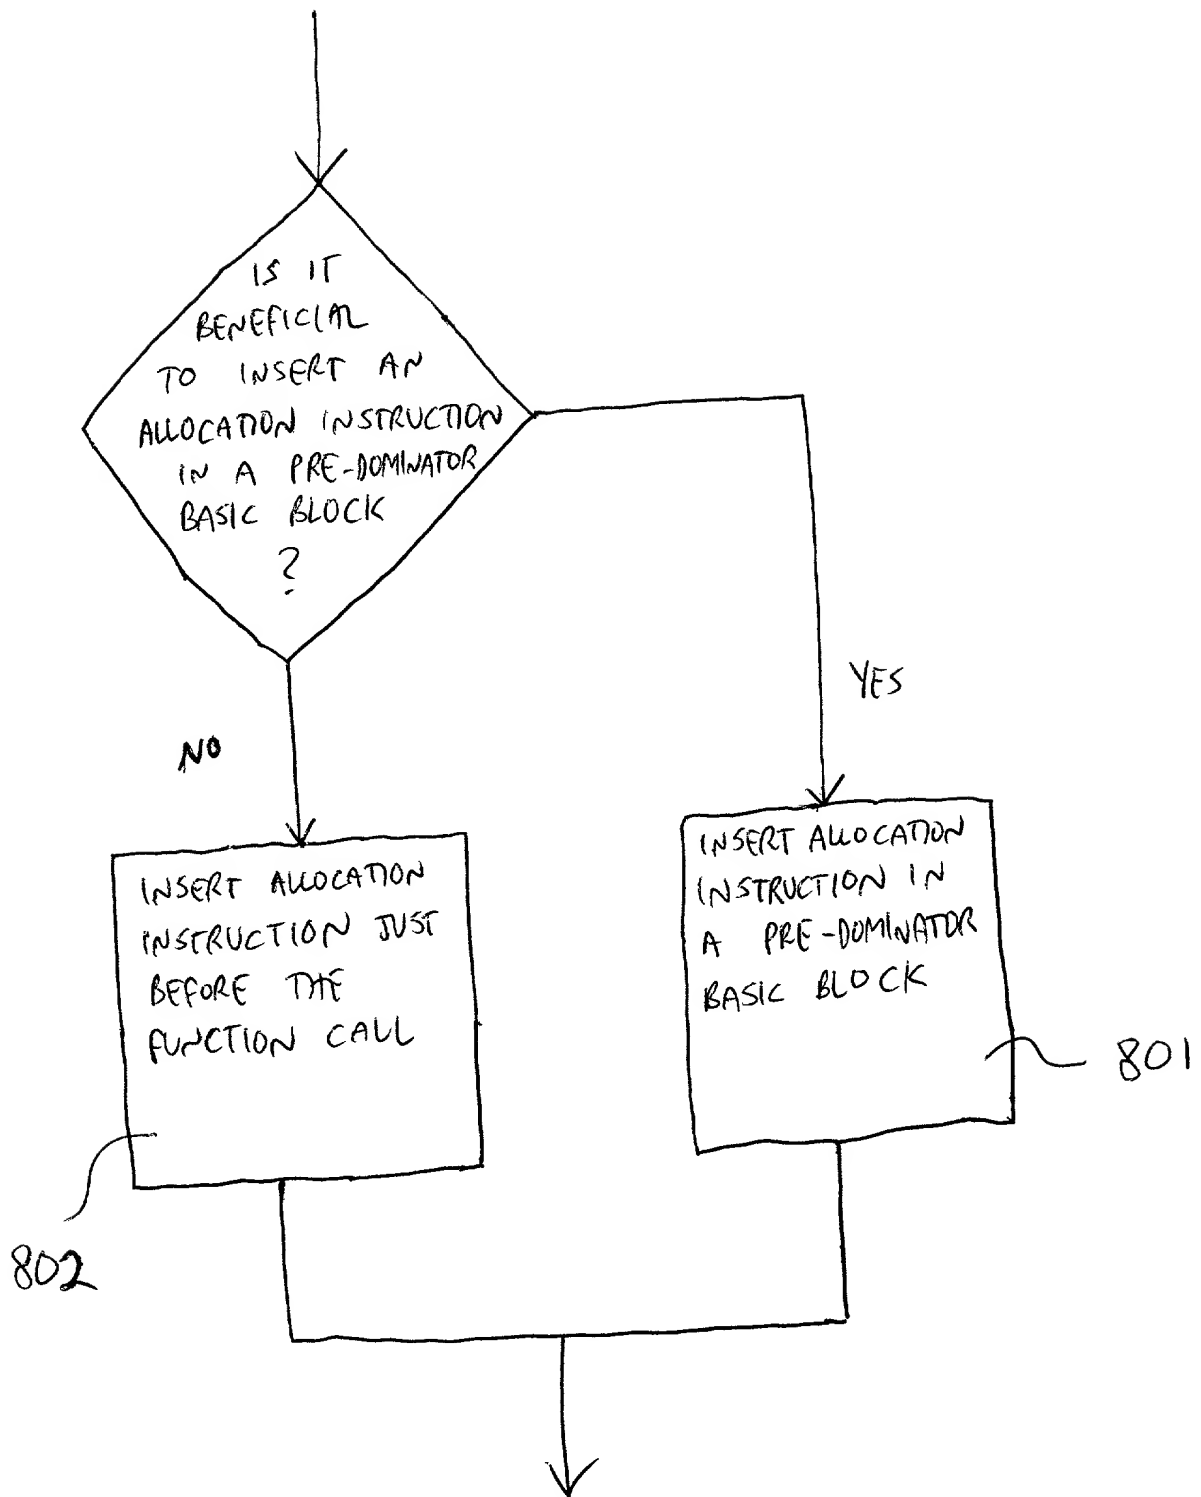 IS IT
BENEFICIAL
TO INSERT AN
ALLOCATION INSTRUCTION
IN A PRE-DOMINATOR
BASIC BLOCK
?
YES
NO
INSERT ALLOCATION
INSTRUCTION IN
A PRE-DOMINATOR
BASIC BLOCK
801
INSERT ALLOCATION
INSTRUCTION JUST
BEFORE THE
FUNCTION CALL
802